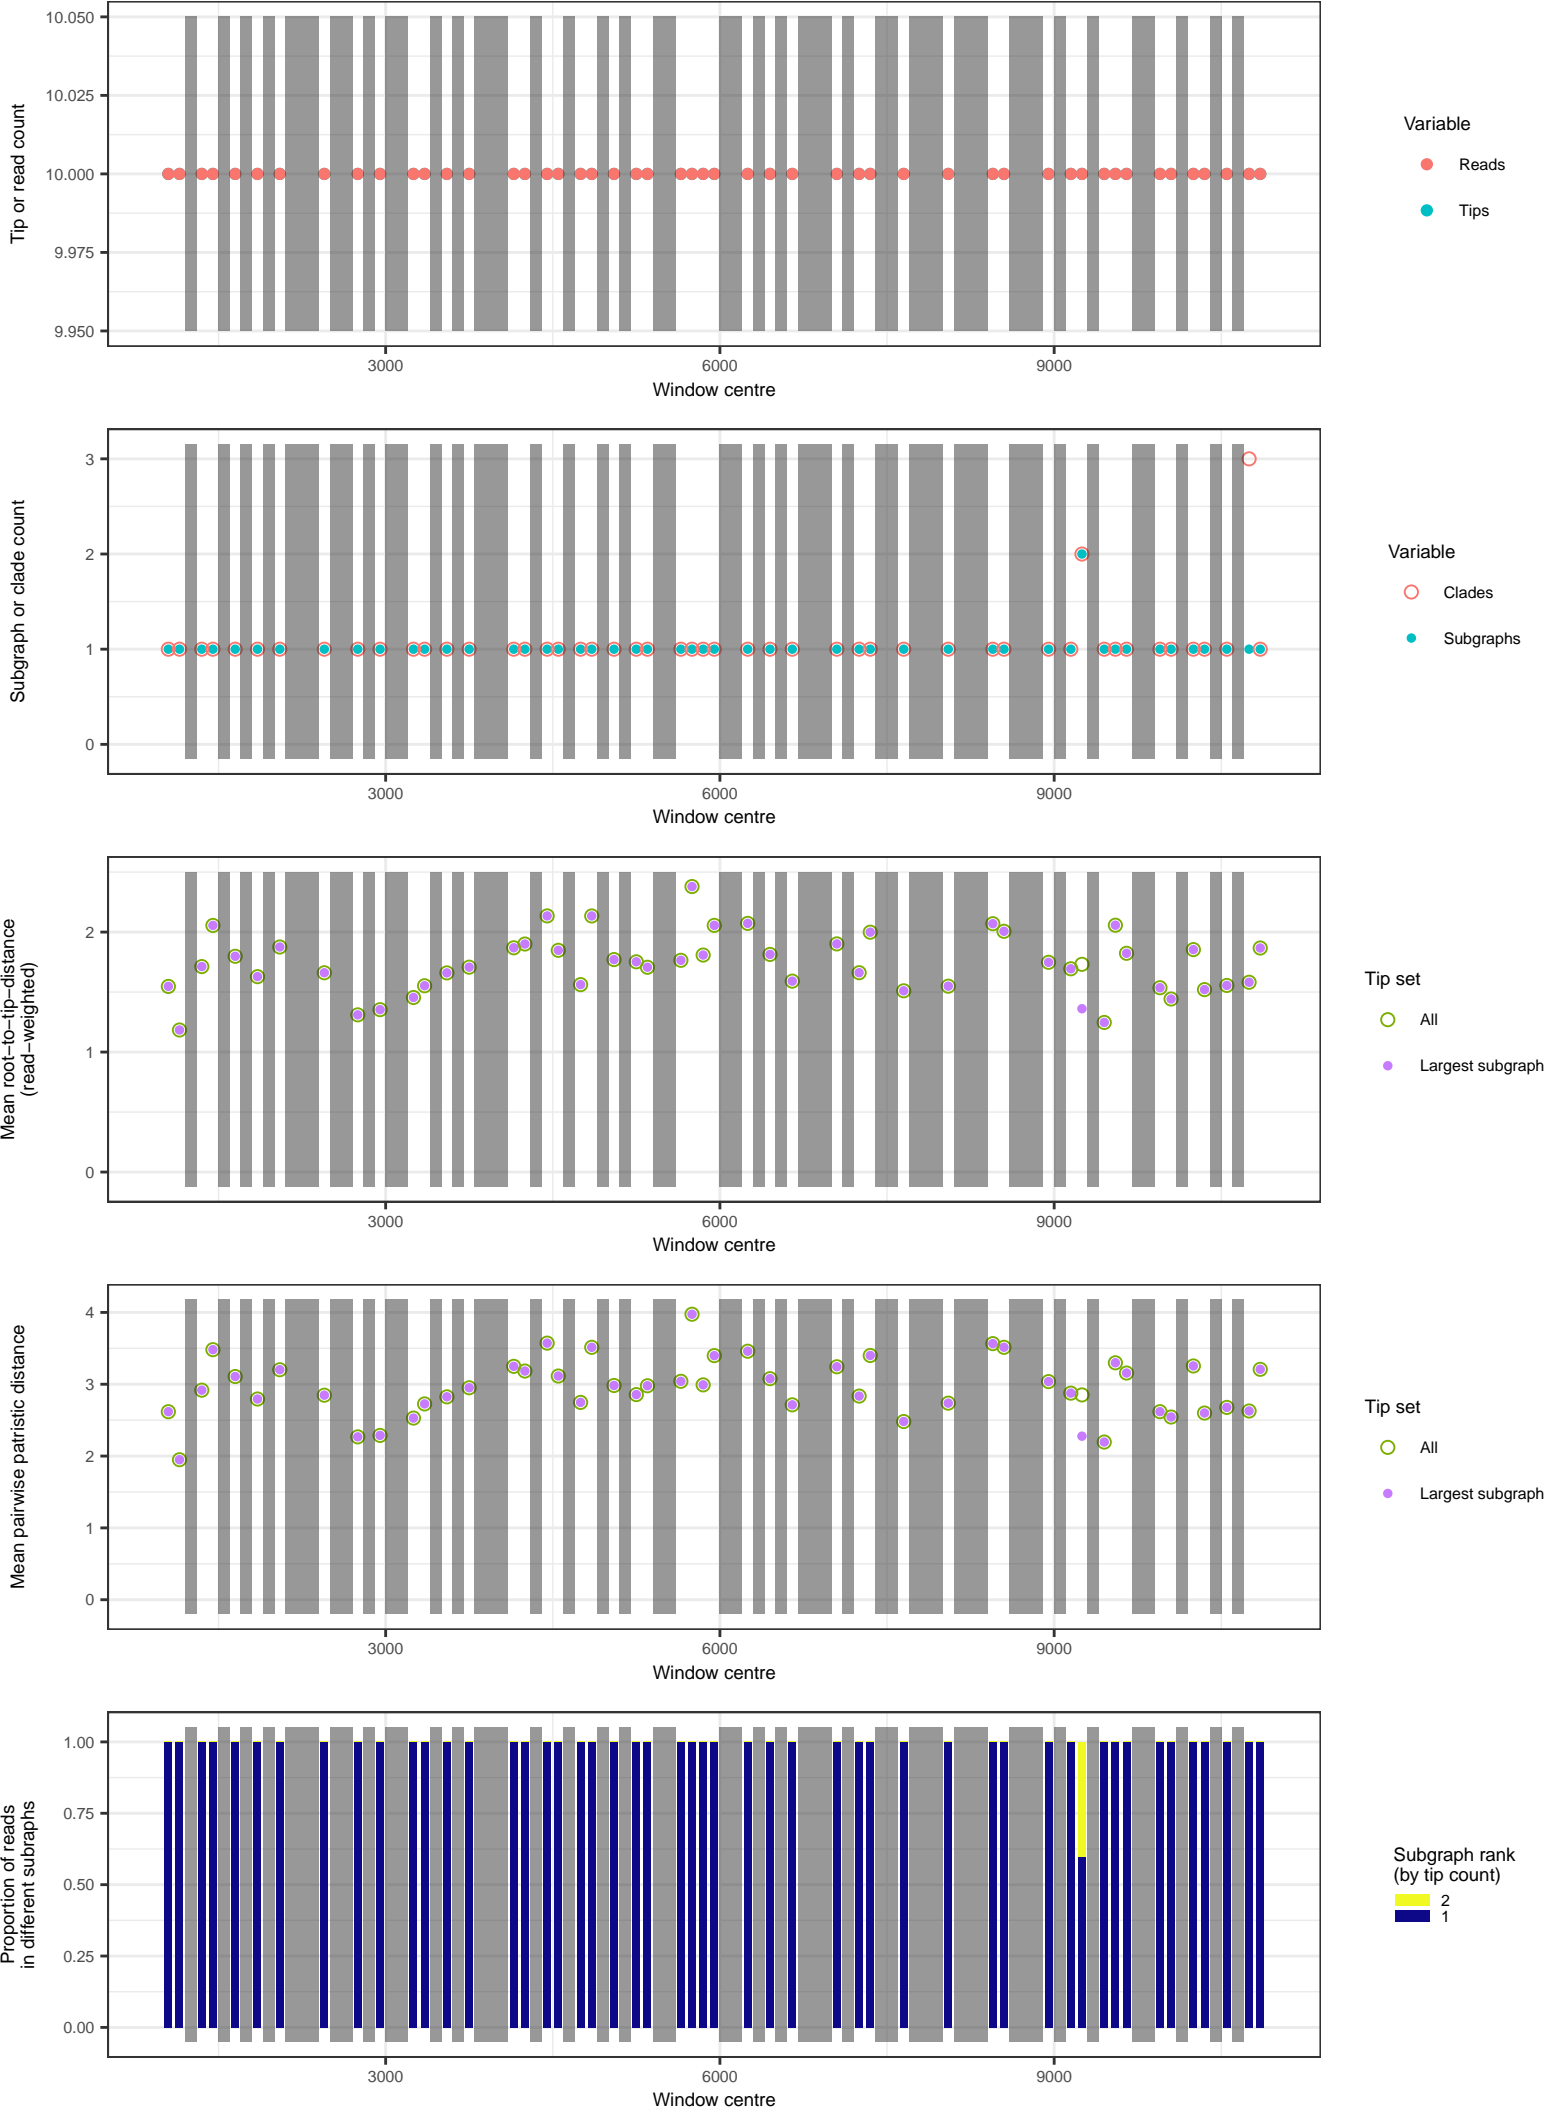 10.050
10.025
10.000
9.975
9.950
Tip or read count
3000
6000
9000
Window centre
Variable
Reads
Tips
3
2
1
0
Subgraph or clade count
3000
6000
9000
Window centre
Variable
Clades
Subgraphs
2
1
0
Mean root−to−tip−distance
(read−weighted)
3000
6000
9000
Window centre
Tip set
All
Largest subgraph
4
3
2
1
0
Mean pairwise patristic distance
3000
6000
9000
Window centre
Tip set
All
Largest subgraph
1.00
0.75
0.50
0.25
0.00
Proportion of reads
in different subraphs
3000
6000
9000
Window centre
Subgraph rank
(by tip count)
2
1